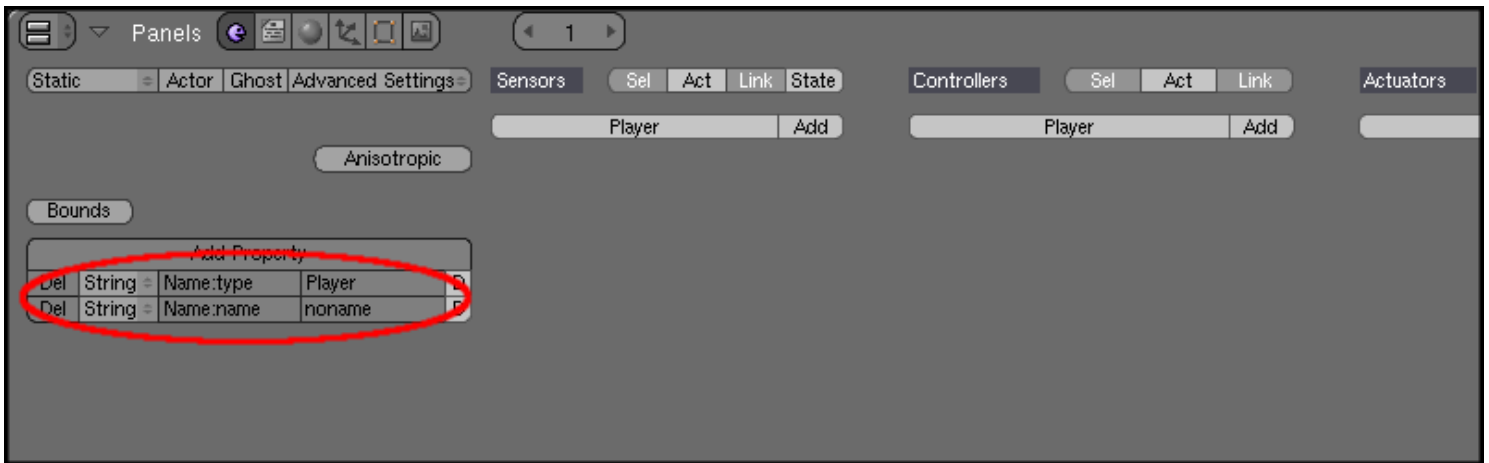 Panels 1
Static Actor Ghost Advanced Settings Sensors Sel Act Link State Controllers Sel Act Link Actuators
Player Add Player Add
Anisotropic
Bounds
Add Property
Del String Name:type Player D
Del String Name:name noname D